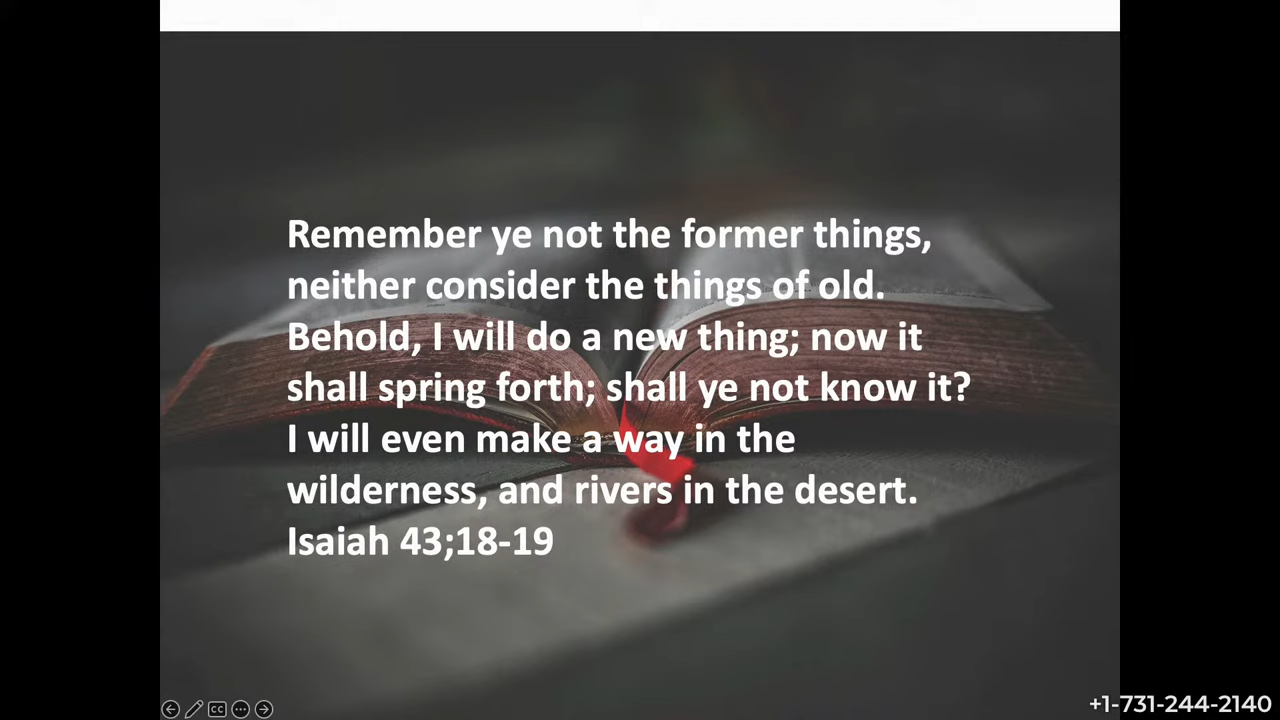 Remember ye not the former things,
neither consider the things of old.
Behold, I will do a new thing; now it
shall spring forth; shall ye not know it?
I will even make a way in the
wilderness, and rivers in the desert.
Isaiah 43;18-19
CC
+1-731-244-2140